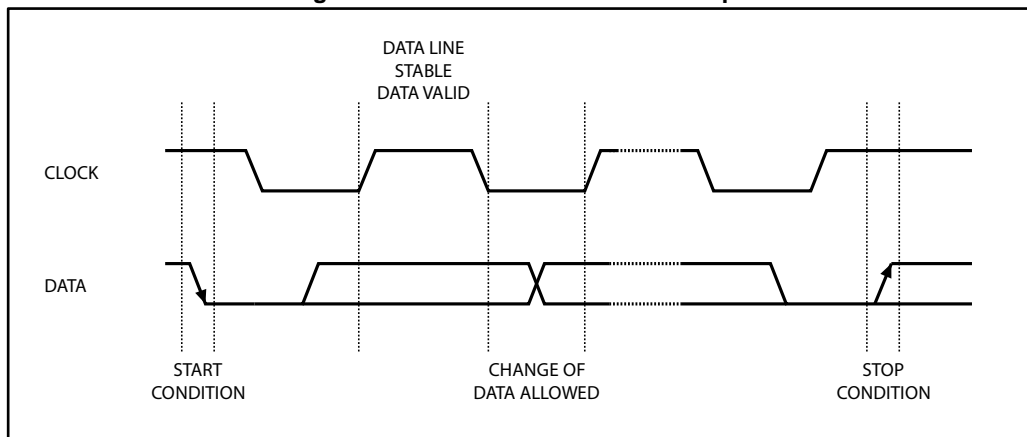 DATA LINE
STABLE
DATA VALID
CLOCK
DATA
START
CONDITION
CHANGE OF
DATA ALLOWED
STOP
CONDITION